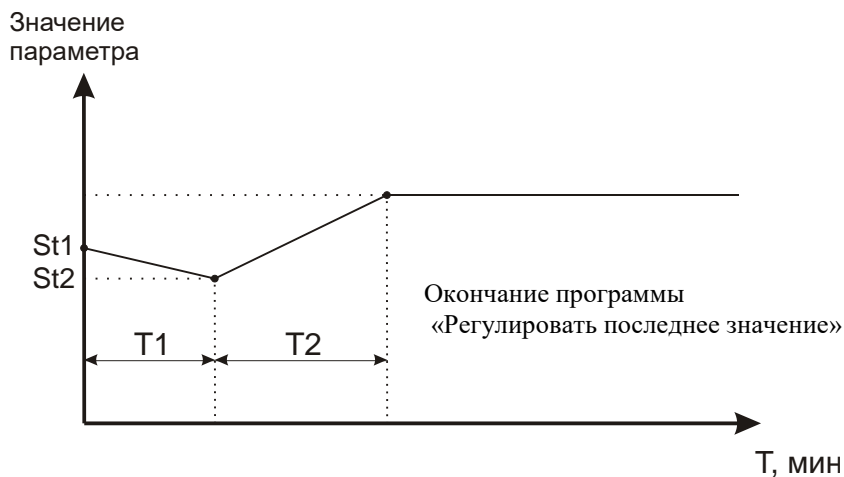 Значение
параметра
St1
St2
Окончание программы
«Регулировать последнее значение»
T1
T2
T, мин